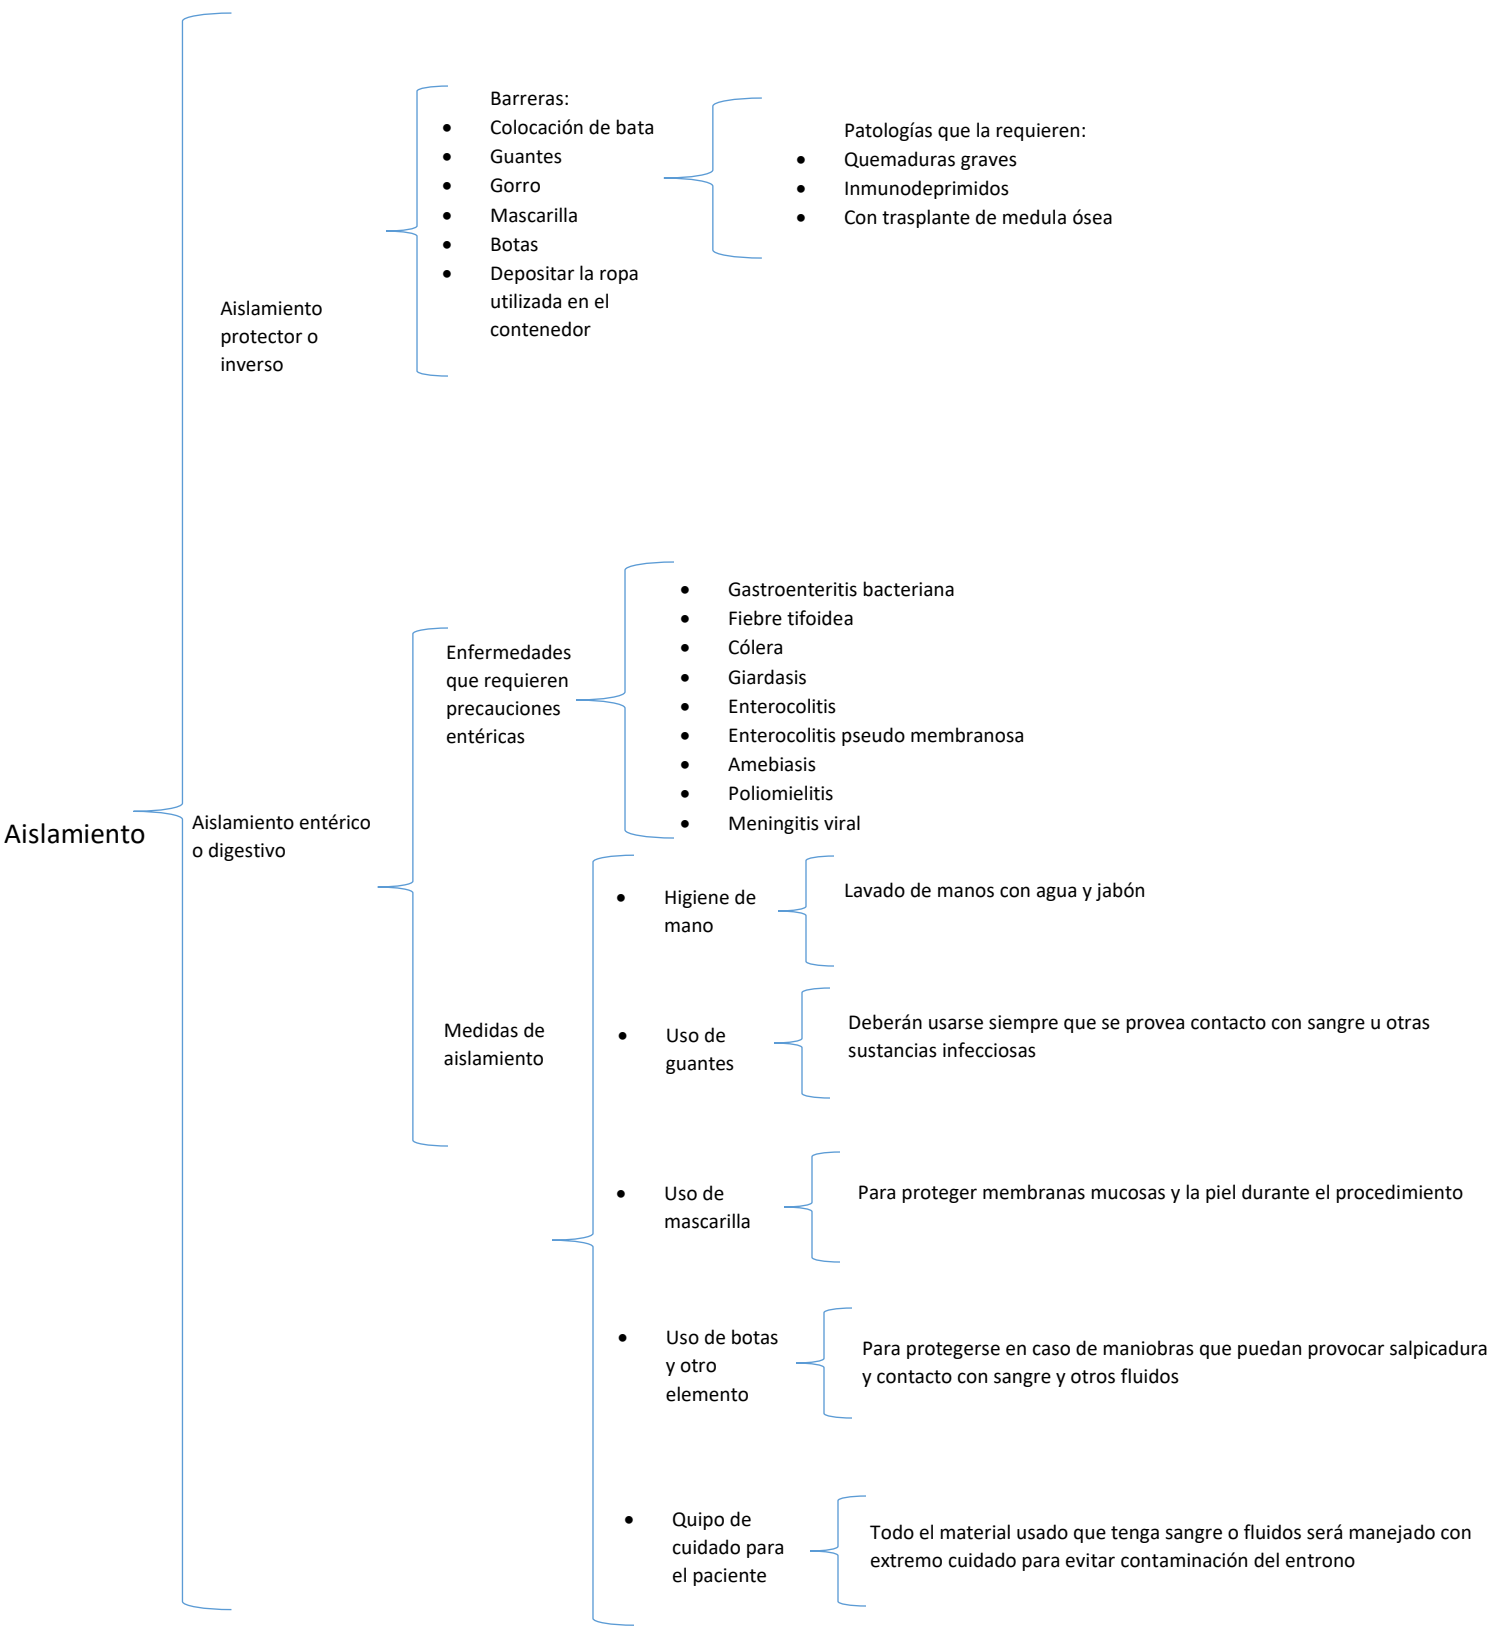 Aislamiento
Aislamiento
protector o
inverso
Barreras:
• Colocación de bata
• Guantes
• Gorro
• Mascarilla
• Botas
• Depositar la ropa
utilizada en el
contenedor
Patologías que la requieren:
• Quemaduras graves
• Inmunodeprimidos
• Con trasplante de medula ósea
Aislamiento entérico
o digestivo
Enfermedades
que requieren
precauciones
entéricas
• Gastroenteritis bacteriana
• Fiebre tifoidea
• Cólera
• Giardasis
• Enterocolitis
• Enterocolitis pseudo membranosa
• Amebiasis
• Poliomielitis
• Meningitis viral
Medidas de
aislamiento
• Higiene de
mano
Lavado de manos con agua y jabón
• Uso de
guantes
Deberán usarse siempre que se provea contacto con sangre u otras
sustancias infecciosas
• Uso de
mascarilla
Para proteger membranas mucosas y la piel durante el procedimiento
• Uso de botas
y otro
elemento
Para protegerse en caso de maniobras que puedan provocar salpicadura
y contacto con sangre y otros fluidos
• Quipo de
cuidado para
el paciente
Todo el material usado que tenga sangre o fluidos será manejado con
extremo cuidado para evitar contaminación del entrono